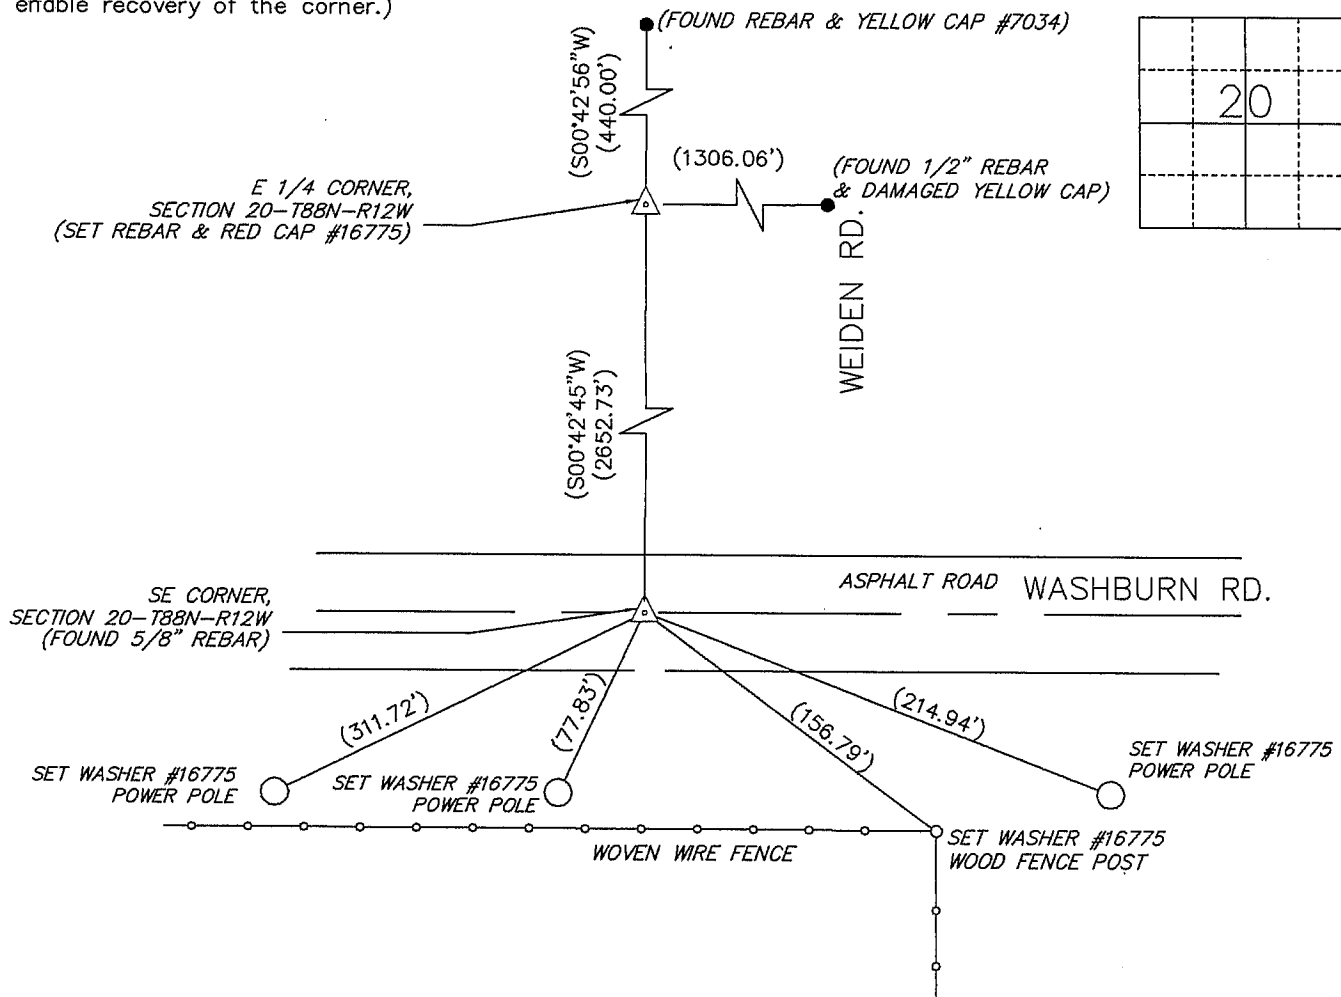 enable recovery of the corner.)
(FOUND REBAR & YELLOW CAP #7034)
(S00°42'56"W)
(440.00')
20
(1306.06')
(FOUND 1/2" REBAR
& DAMAGED YELLOW CAP)
E 1/4 CORNER,
SECTION 20-T88N-R12W
(SET REBAR & RED CAP #16775)
WEIDEN RD.
(S00°42'45"W)
(2652.73')
ASPHALT ROAD WASHBURN RD.
SE CORNER,
SECTION 20-T88N-R12W
(FOUND 5/8" REBAR)
(311.72')
(77.83')
(156.79')
(214.94')
SET WASHER #16775
POWER POLE
SET WASHER #16775
POWER POLE
SET WASHER #16775
POWER POLE
WOVEN WIRE FENCE
SET WASHER #16775
WOOD FENCE POST